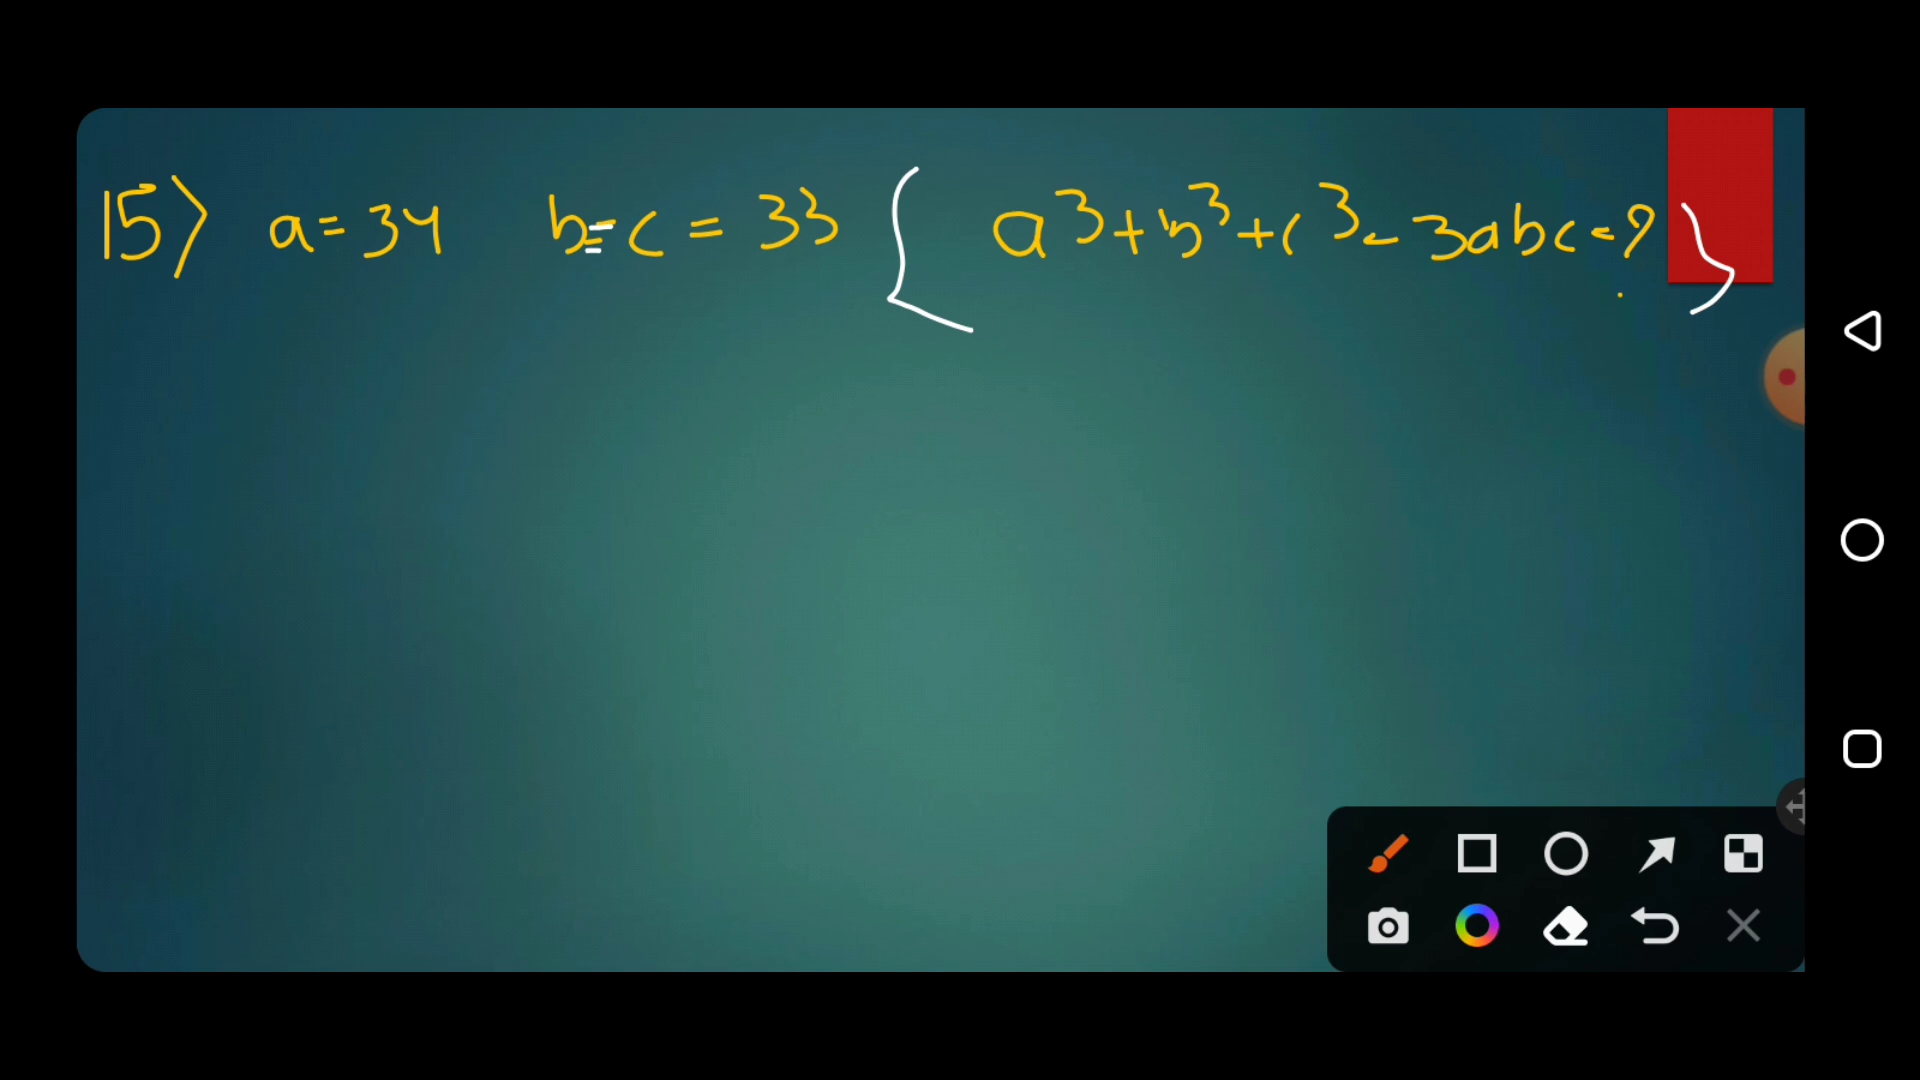 15> a = 34 b = c = 33 { a³ + b³ + c³ - 3abc = ? }